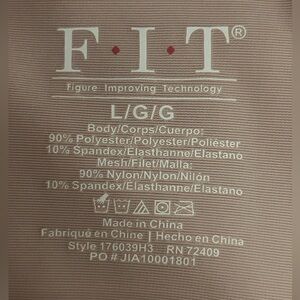 F·I·T®
Figure Improving Technology
L/G/G
Body/Corps/Cuerpo:
90% Polyester/Polyester/Poliéster
10% Spandex/Elasthanne/Elastano
Mesh/Filet/Malla:
90% Nylon/Nylon/Nilón
10% Spandex/Élasthanne/Elastano
Made in China
Fabriqué en Chine | Hecho en China
Style 176039H3 RN 72409
PO # JIA10001801